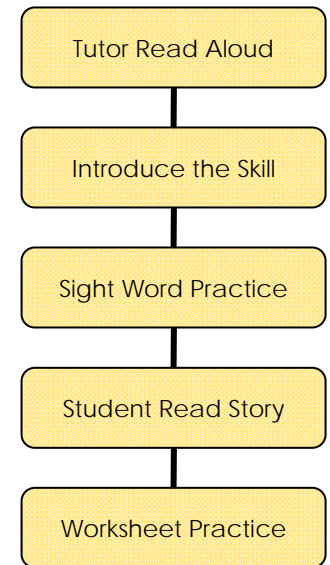 Tutor Read Aloud
Introduce the Skill
Sight Word Practice
Student Read Story
Worksheet Practice